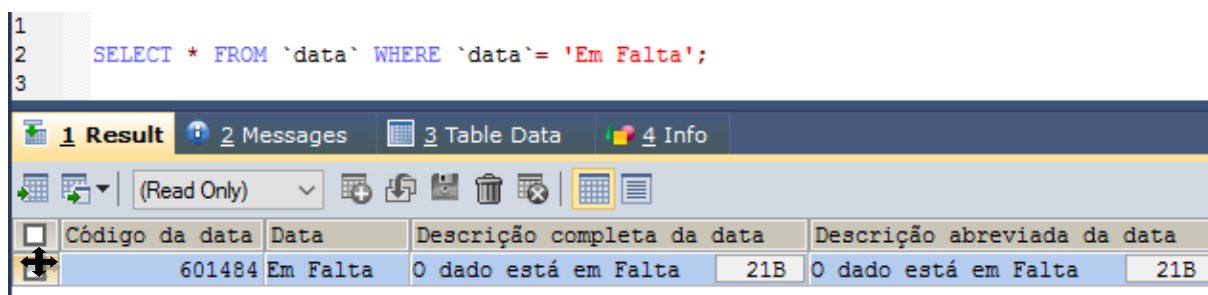 1
2 SELECT * FROM `data` WHERE `data`= 'Em Falta';
3
1 Result 2 Messages 3 Table Data 4 Info
(Read Only)
Código da data Data Descrição completa da data Descrição abreviada da data
601484 Em Falta O dado está em Falta 21B O dado está em Falta 21B